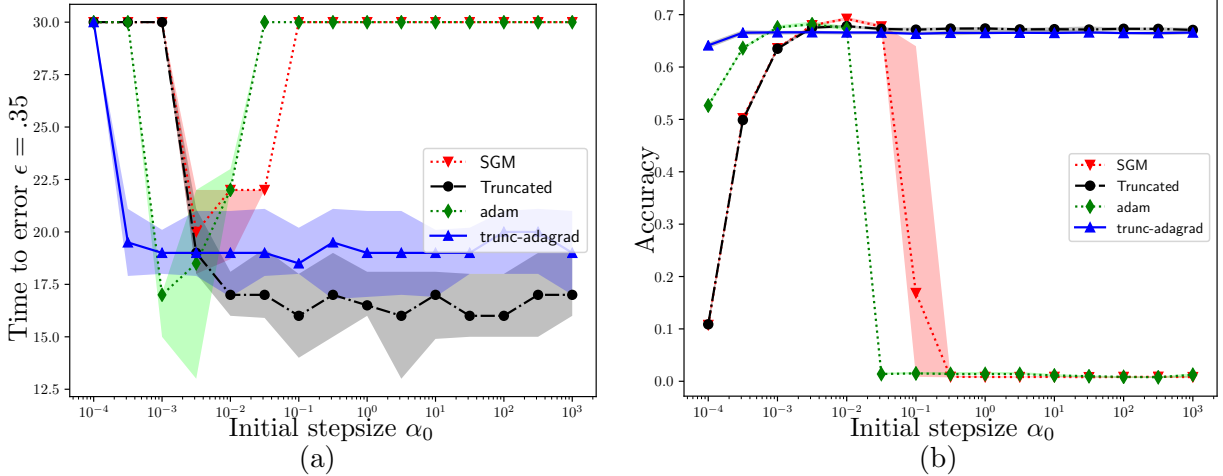 Time to error ϵ = .35
30.0
27.5
25.0
22.5
20.0
17.5
15.0
12.5
SGM
Truncated
adam
trunc-adagrad
10⁻⁴ 10⁻³ 10⁻² 10⁻¹ 10⁰ 10¹ 10² 10³
Initial stepsize α₀
(a)
Accuracy
0.7
0.6
0.5
0.4
0.3
0.2
0.1
0.0
SGM
Truncated
adam
trunc-adagrad
10⁻⁴ 10⁻³ 10⁻² 10⁻¹ 10⁰ 10¹ 10² 10³
Initial stepsize α₀
(b)